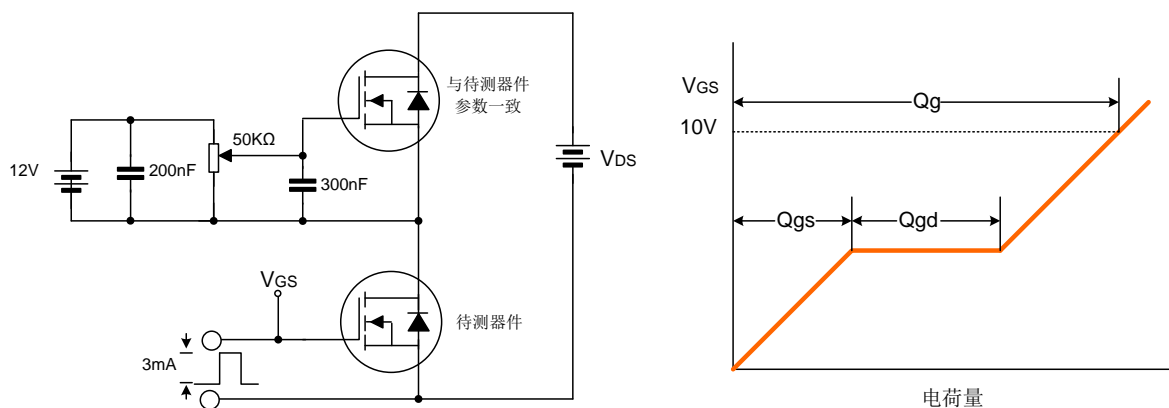 与待测器件
参数一致
12V
200nF
50KΩ
300nF
VDS
VGS
待测器件
3mA
VGS
10V
Qg
Qgs
Qgd
电荷量